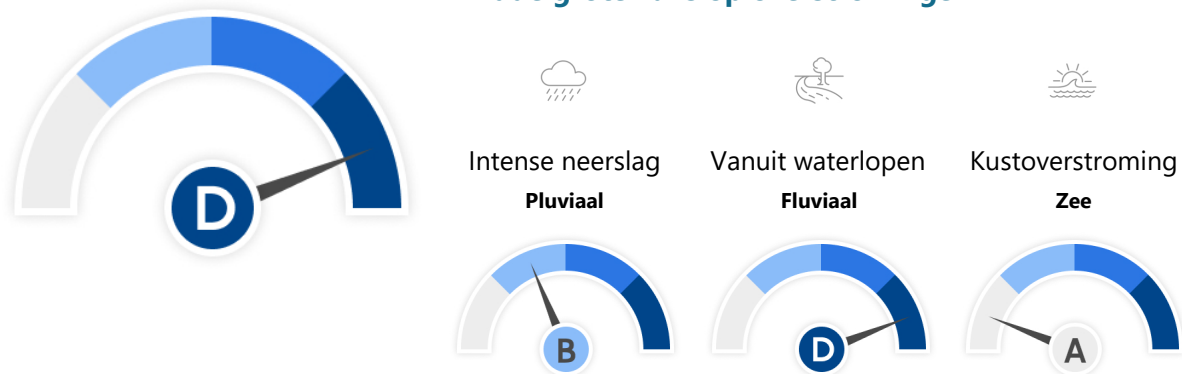 D
Intense neerslag
Pluviaal
B
Vanuit waterlopen
Fluviaal
D
Kustoverstroming
Zee
A